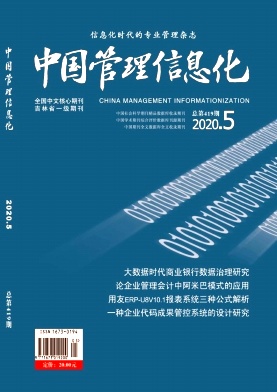 信息化时代的专业管理杂志
中国管理信息化
全国中文核心期刊
吉林省一级期刊
CHINA MANAGEMENT INFORMATIONIZATION
总第419期
2020.5
大数据时代商业银行数据治理研究
论企业管理会计中阿米巴模式的应用
用友ERP-U8V10.1报表系统三种公式解析
一种企业代码成果管控系统的设计研究
中国管理信息化
2020.5
总第419期
ISSN 1673-0194
定价：20.00元